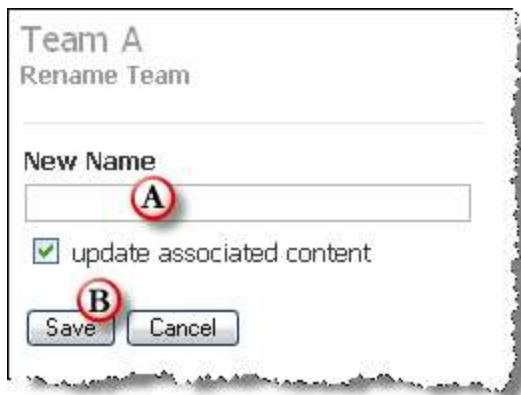 Team A
Rename Team
New Name
A
update associated content
B
Save Cancel